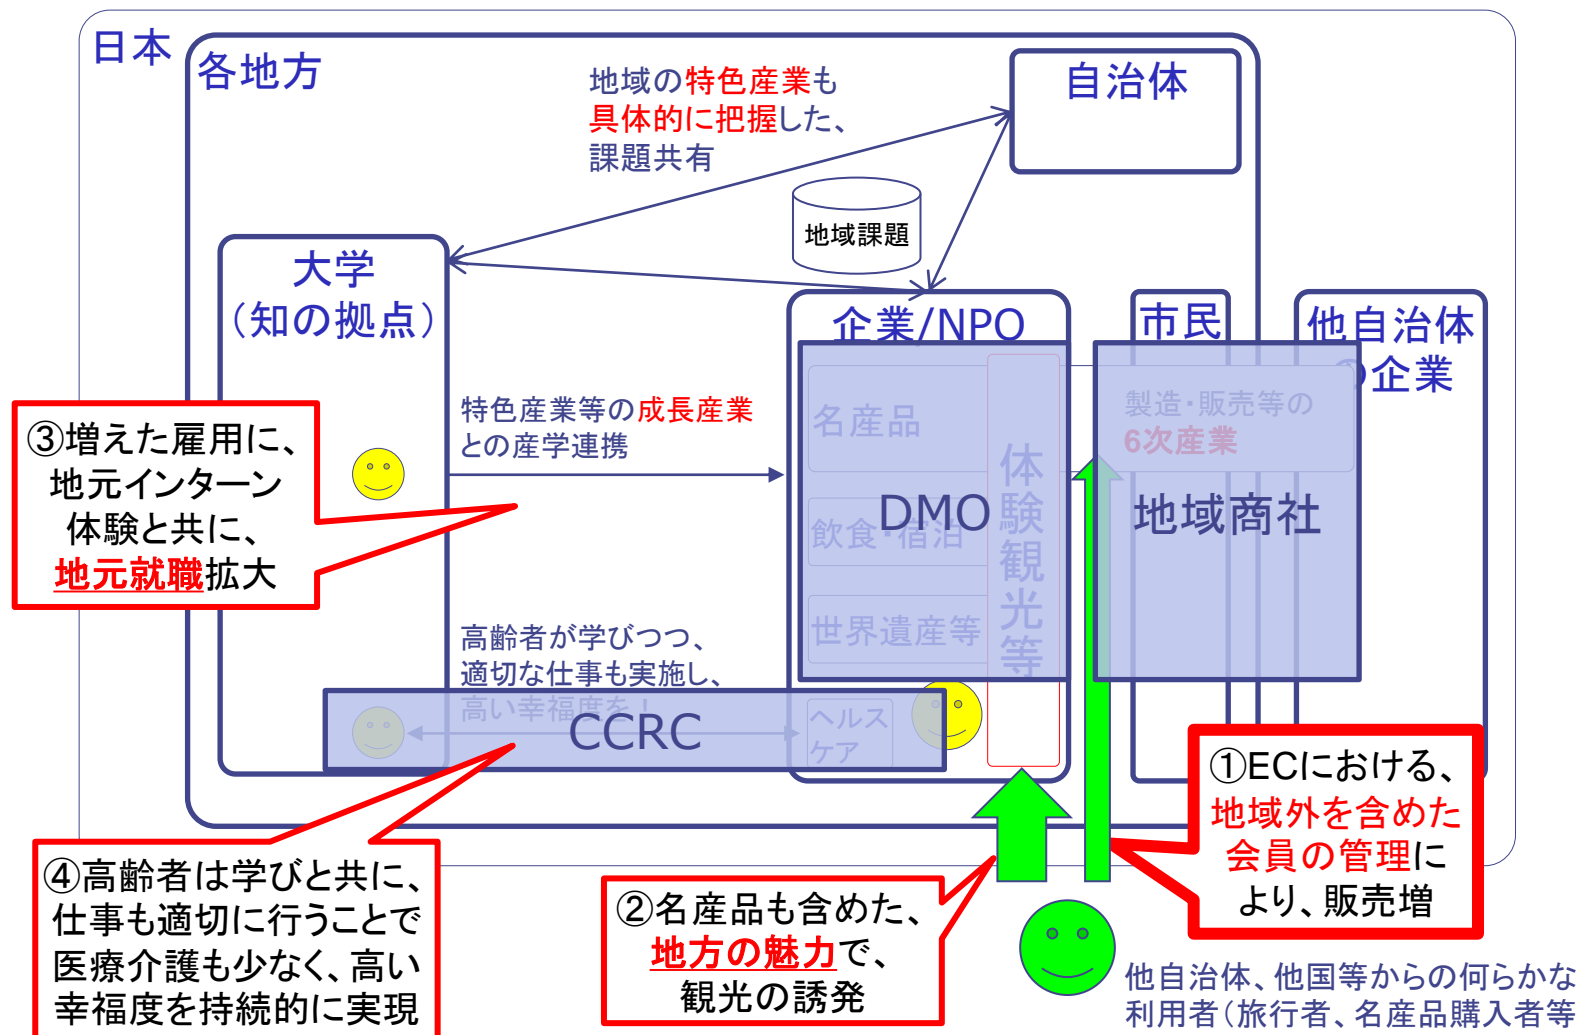 日本
各地方
地域の特色産業も
具体的に把握した、
課題共有
自治体
地域課題
大学
（知の拠点）
企業/NPO
市民
他自治体
の企業
特色産業等の成長産業
との産学連携
名産品
製造・販売等の
6次産業
体験観光等
DMO
地域商社
飲食・宿泊
世界遺産等
③増えた雇用に、
地元インターン
体験と共に、
地元就職拡大
高齢者が学びつつ、
適切な仕事も実施し、
高い幸福度を！
CCRC
ヘルス
ケア
①ECにおける、
地域外を含めた
会員の管理に
より、販売増
④高齢者は学びと共に、
仕事も適切に行うことで
医療介護も少なく、高い
幸福度を持続的に実現
②名産品も含めた、
地方の魅力で、
観光の誘発
他自治体、他国等からの何らかな
利用者（旅行者、名産品購入者等